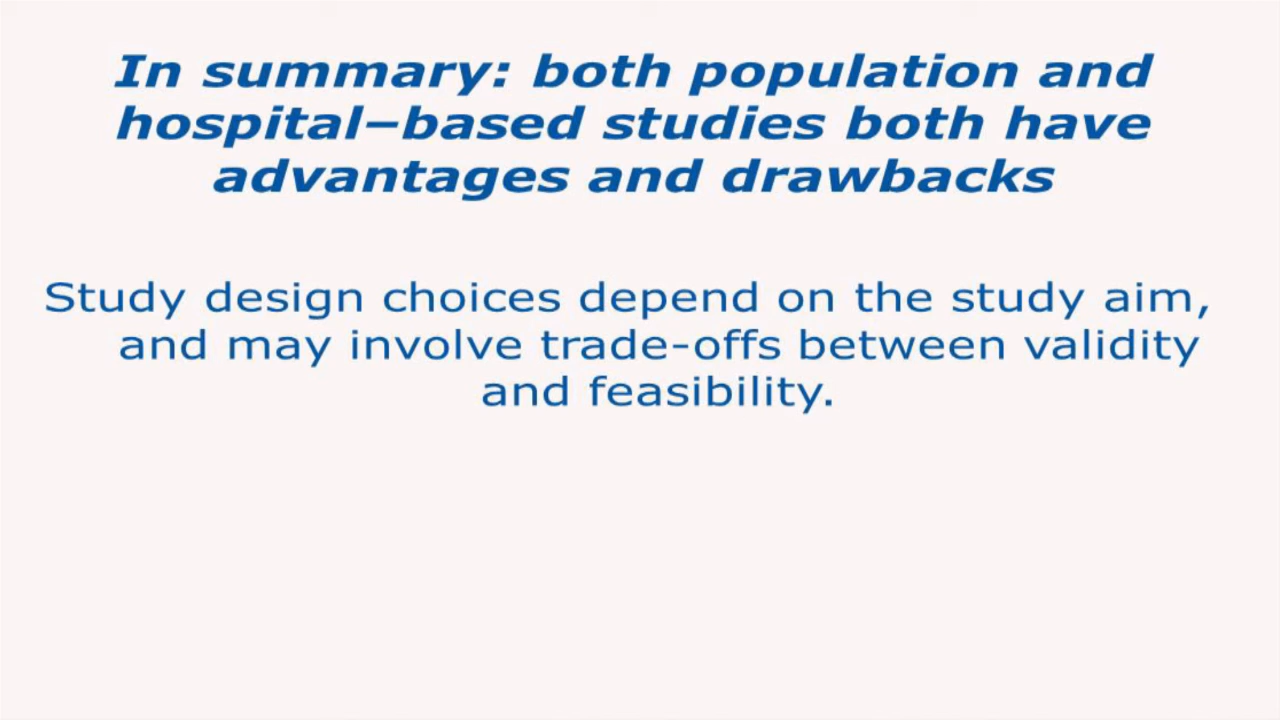 In summary: both population and
hospital–based studies both have
advantages and drawbacks
Study design choices depend on the study aim,
and may involve trade-offs between validity
and feasibility.